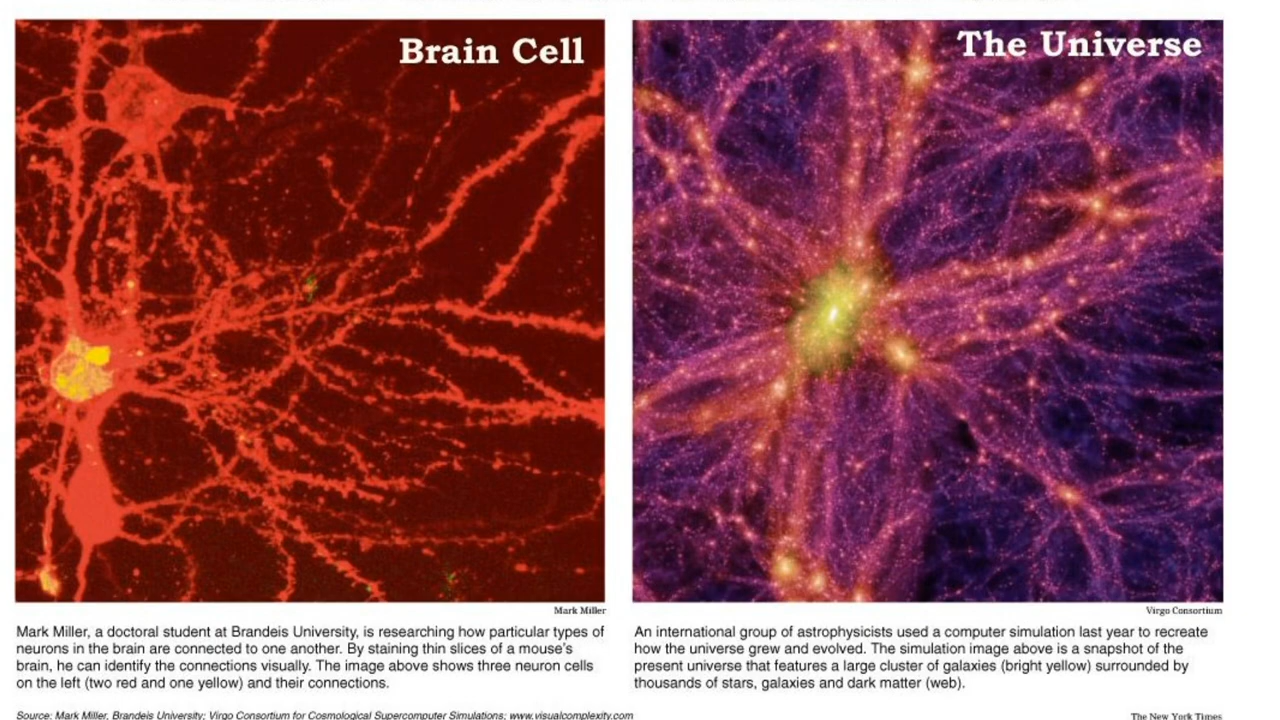 Brain Cell
The Universe
Mark Miller
Mark Miller, a doctoral student at Brandeis University, is researching how particular types of
neurons in the brain are connected to one another. By staining thin slices of a mouse's
brain, he can identify the connections visually. The image above shows three neuron cells
on the left (two red and one yellow) and their connections.
Virgo Consortium
An international group of astrophysicists used a computer simulation last year to recreate
how the universe grew and evolved. The simulation image above is a snapshot of the
present universe that features a large cluster of galaxies (bright yellow) surrounded by
thousands of stars, galaxies and dark matter (web).
Source: Mark Miller, Brandeis University; Virgo Consortium for Cosmological Supercomputer Simulations; www.visualcomplexity.com
The New York Times